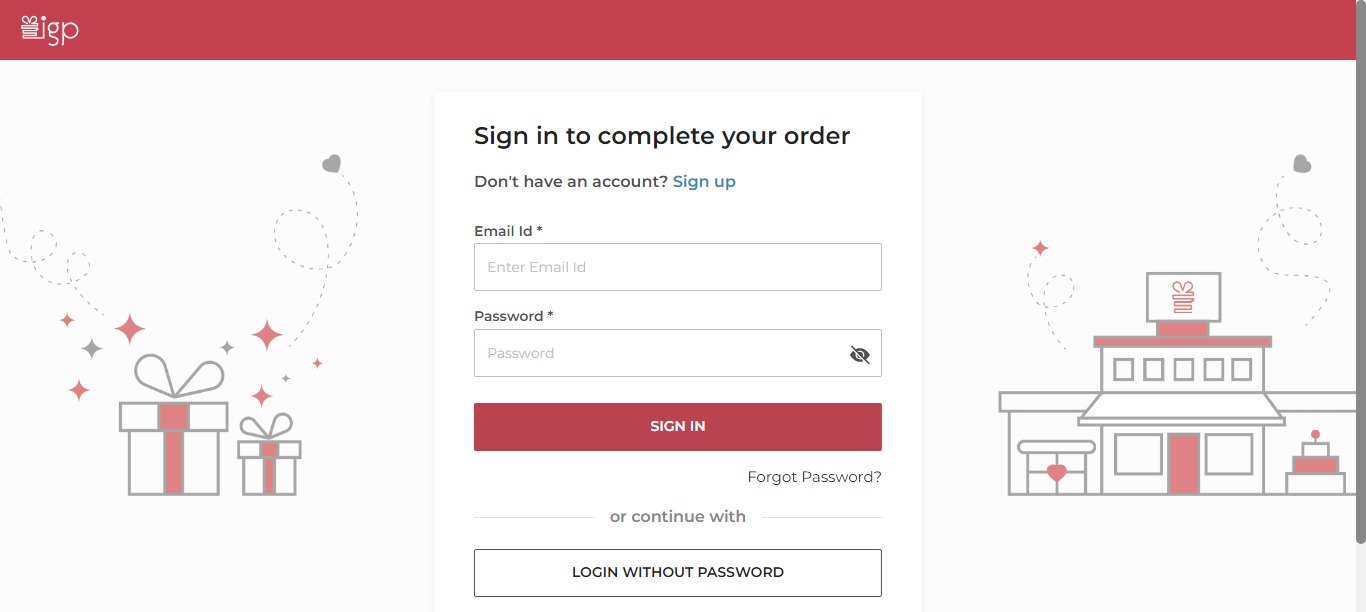 igp
Sign in to complete your order
Don't have an account? Sign up
Email Id *
Enter Email Id
Password *
Password
SIGN IN
Forgot Password?
or continue with
LOGIN WITHOUT PASSWORD